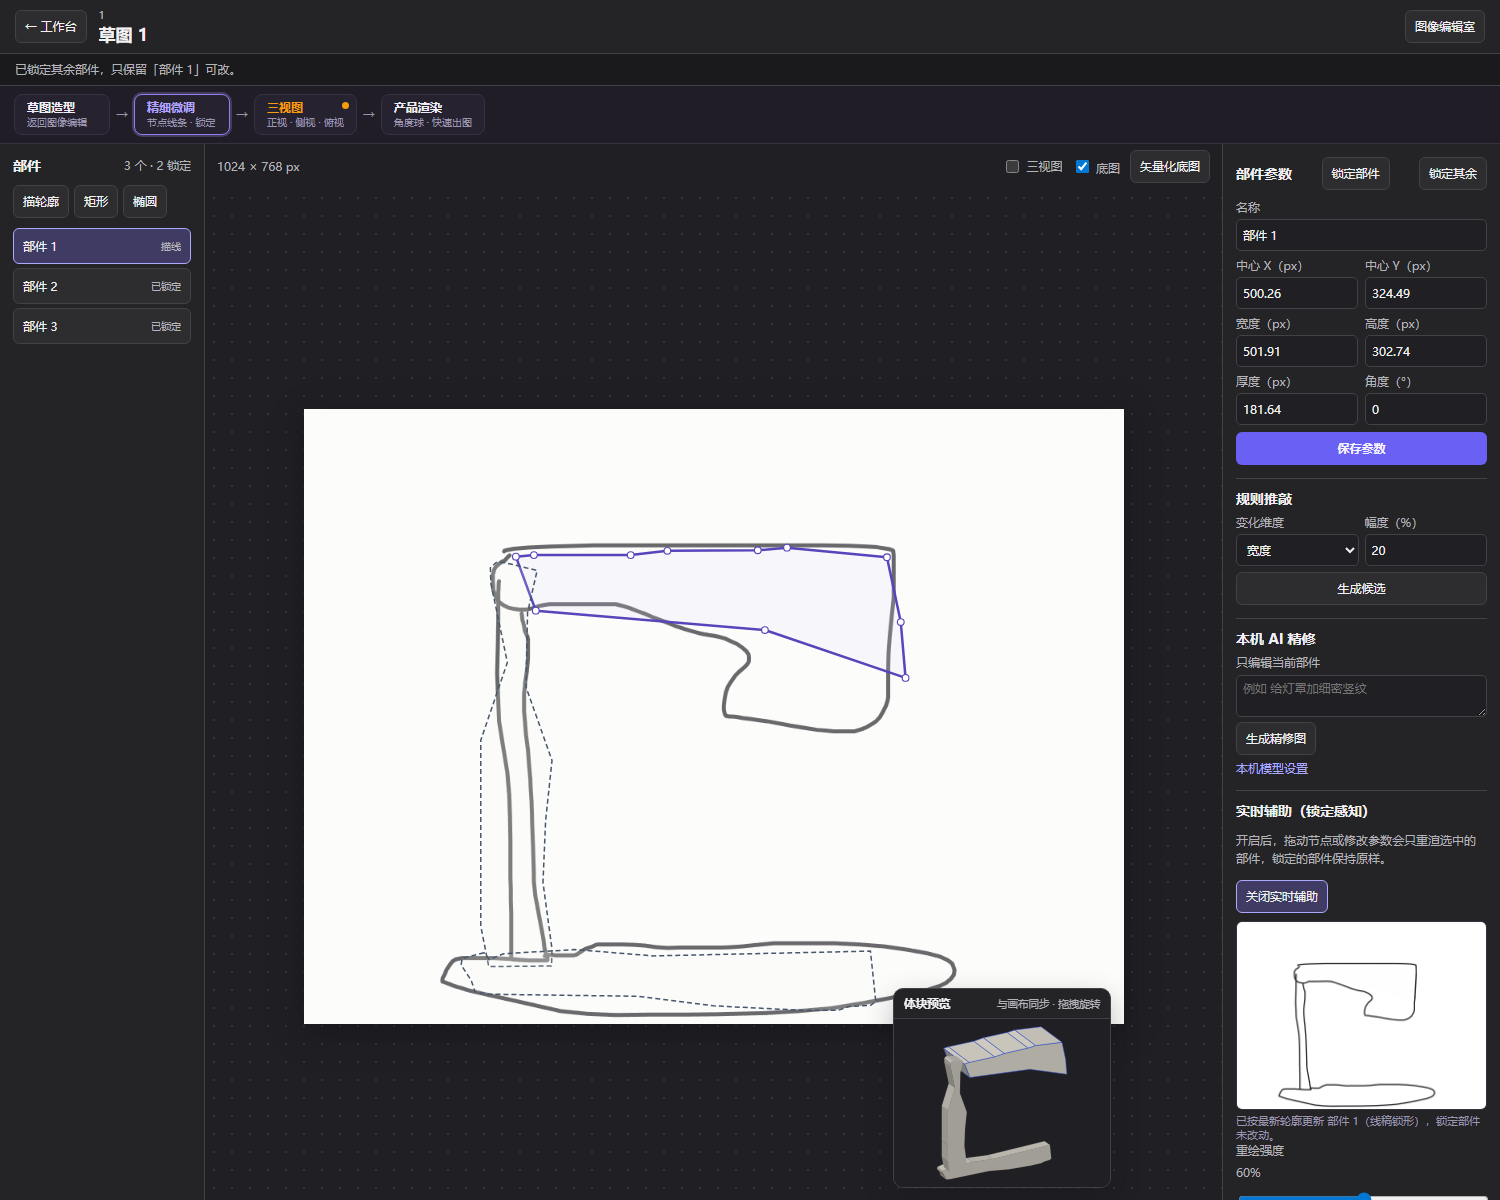 ← 工作台
1
草图 1
图像编辑室
已锁定其余部件，只保留「部件 1」可改。
草图造型
返回图像编辑
→
精细微调
节点线条 · 锁定
→
三视图
正视 · 侧视 · 俯视
→
产品渲染
角度球 · 快速出图
部件
3 个 · 2 锁定
描轮廓
矩形
椭圆
部件 1
描线
部件 2
已锁定
部件 3
已锁定
1024 × 768 px
三视图
底图
矢量化底图
体块预览
与画布同步 · 拖拽旋转
部件参数
锁定部件
锁定其余
名称
部件 1
中心 X（px）
中心 Y（px）
500.26
324.49
宽度（px）
高度（px）
501.91
302.74
厚度（px）
角度（°）
181.64
0
保存参数
规则推敲
变化维度
幅度（%）
宽度
20
生成候选
本机 AI 精修
只编辑当前部件
例如 给灯罩加细密竖纹
生成精修图
本机模型设置
实时辅助（锁定感知）
开启后，拖动节点或修改参数会只重渲选中的
部件，锁定的部件保持原样。
关闭实时辅助
已按最新轮廓更新 部件 1（线稿锁形），锁定部件
未改动。
重绘强度
60%